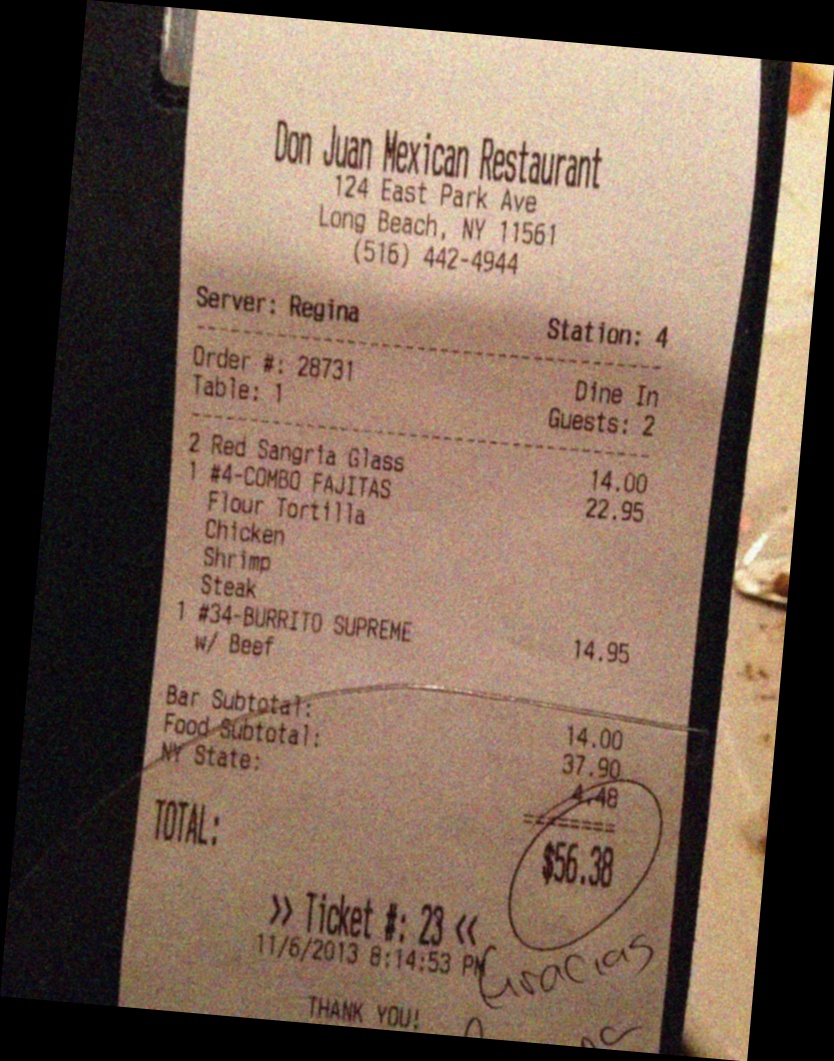 Don Juan Mexican Restaurant
124 East Park Ave
Long Beach, NY 11561
(516) 442-4944
Server: Regina Station: 4
Order #: 28731 Dine In
Table: 1 Guests: 2
2 Red Sangria Glass 14.00
1 #4-COMBO FAJITAS 22.95
Flour Tortilla
Chicken
Shrimp
Steak
1 #34-BURRITO SUPREME 14.95
w/ Beef
Bar Subtotal: 14.00
Food Subtotal: 37.90
NY State: 4.48
TOTAL: $56.38
>> Ticket #: 23 <<
11/6/2013 8:14:53 PM
Gracias
THANK YOU!